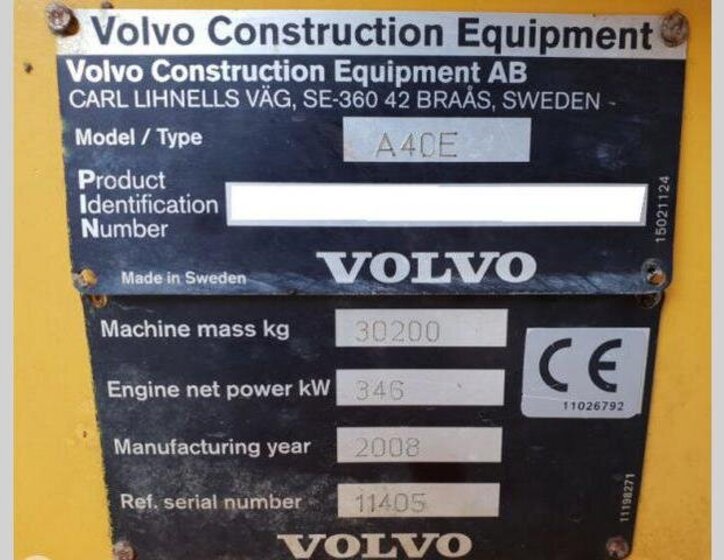 Volvo Construction Equipment
Volvo Construction Equipment AB
CARL LIHNELLS VÄG, SE-360 42 BRAÅS, SWEDEN
Model / Type A40E
Product
Identification
Number
15021124
Made in Sweden VOLVO
Machine mass kg 30200
Engine net power kW 346
CE
11026792
Manufacturing year 2008
Ref. serial number 11405
11198271
VOLVO